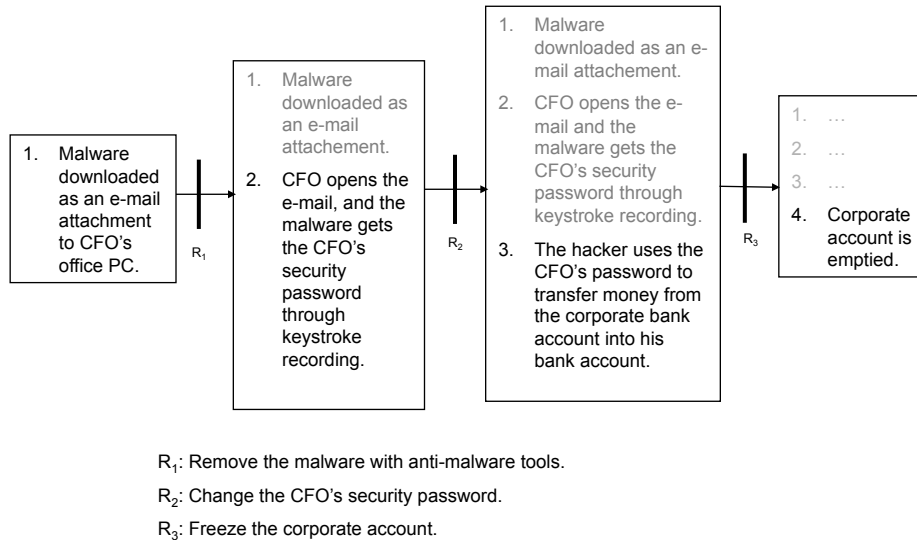 1. Malware
downloaded
as an e-mail
attachment
to CFO's
office PC.
R1
1. Malware
downloaded as
an e-mail
attachement.
2. CFO opens the
e-mail, and the
malware gets
the CFO's
security
password
through
keystroke
recording.
R2
1. Malware
downloaded as an e-
mail attachement.
2. CFO opens the e-
mail and the
malware gets the
CFO's security
password through
keystroke recording.
3. The hacker uses the
CFO's password to
transfer money from
the corporate bank
account into his
bank account.
R3
1. …
2. …
3. …
4. Corporate
account is
emptied.
R1: Remove the malware with anti-malware tools.
R2: Change the CFO's security password.
R3: Freeze the corporate account.